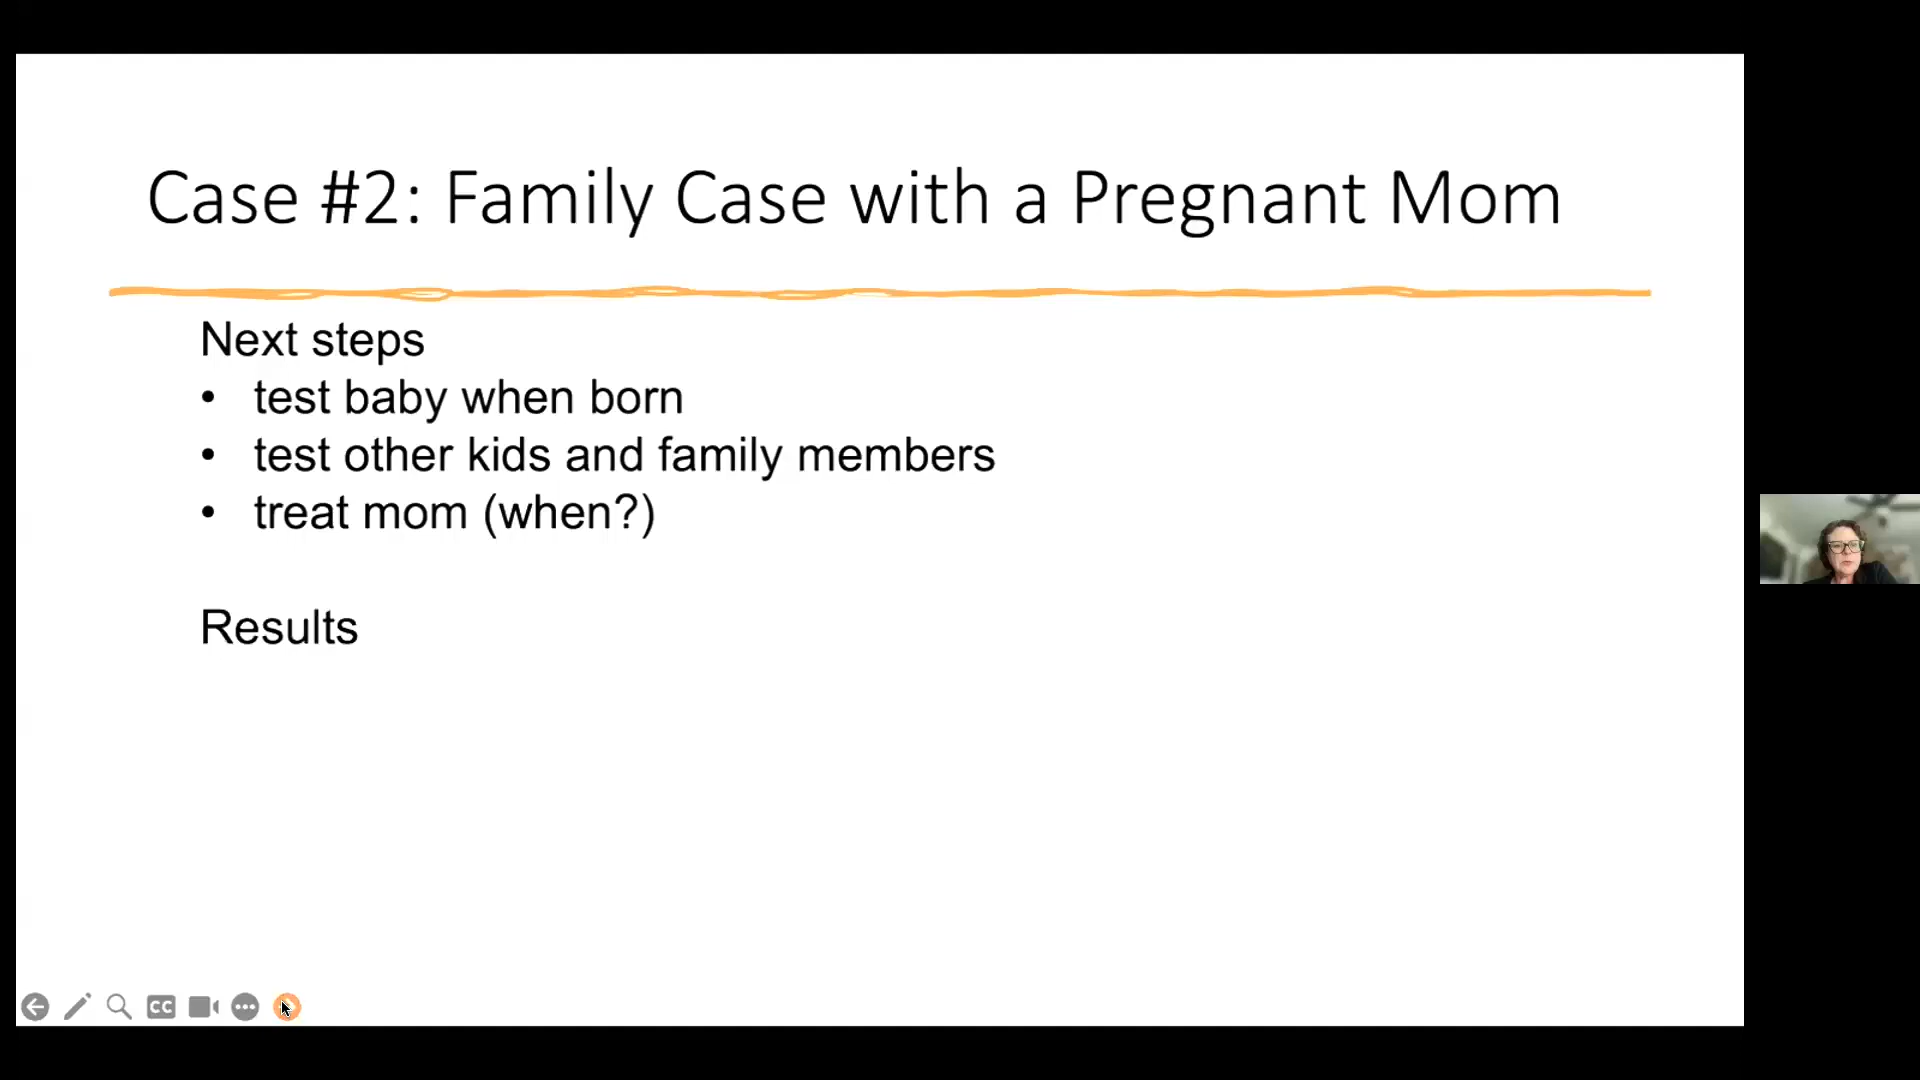 Case #2: Family Case with a Pregnant Mom
Next steps
• test baby when born
• test other kids and family members
• treat mom (when?)
Results
CC